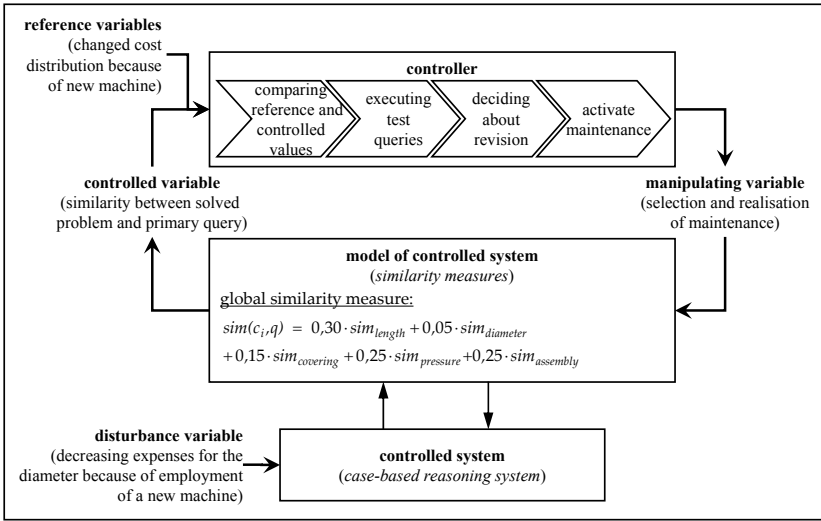 reference variables
(changed cost
distribution because
of new machine)
controller
comparing
reference and
controlled
values
executing
test
queries
deciding
about
revision
activate
maintenance
controlled variable
(similarity between solved
problem and primary query)
manipulating variable
(selection and realisation
of maintenance)
model of controlled system
(similarity measures)
global similarity measure:
sim(c_i,q) = 0,30·sim_length + 0,05·sim_diameter
+0,15·sim_covering +0,25·sim_pressure +0,25·sim_assembly
disturbance variable
(decreasing expenses for the
diameter because of employment
of a new machine)
controlled system
(case-based reasoning system)